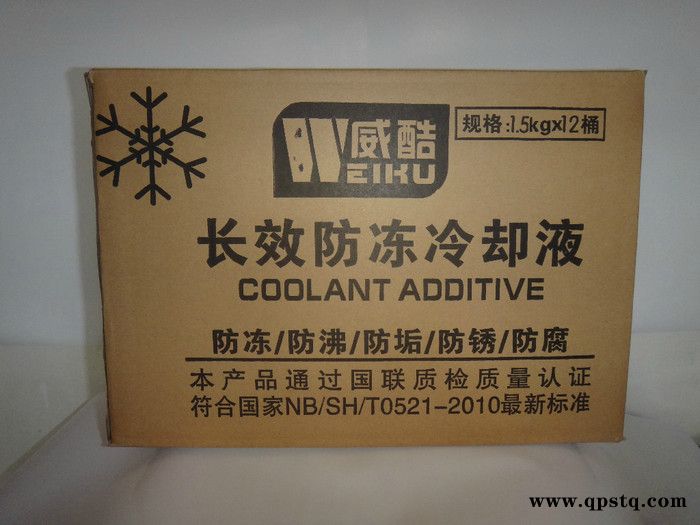 威酷
WEIKU
规格:1.5kgx12桶
长效防冻冷却液
COOLANT ADDITIVE
防冻/防沸/防垢/防锈/防腐
本产品通过国联质检质量认证
符合国家NB/SH/T0521-2010最新标准
www.qpstq.com